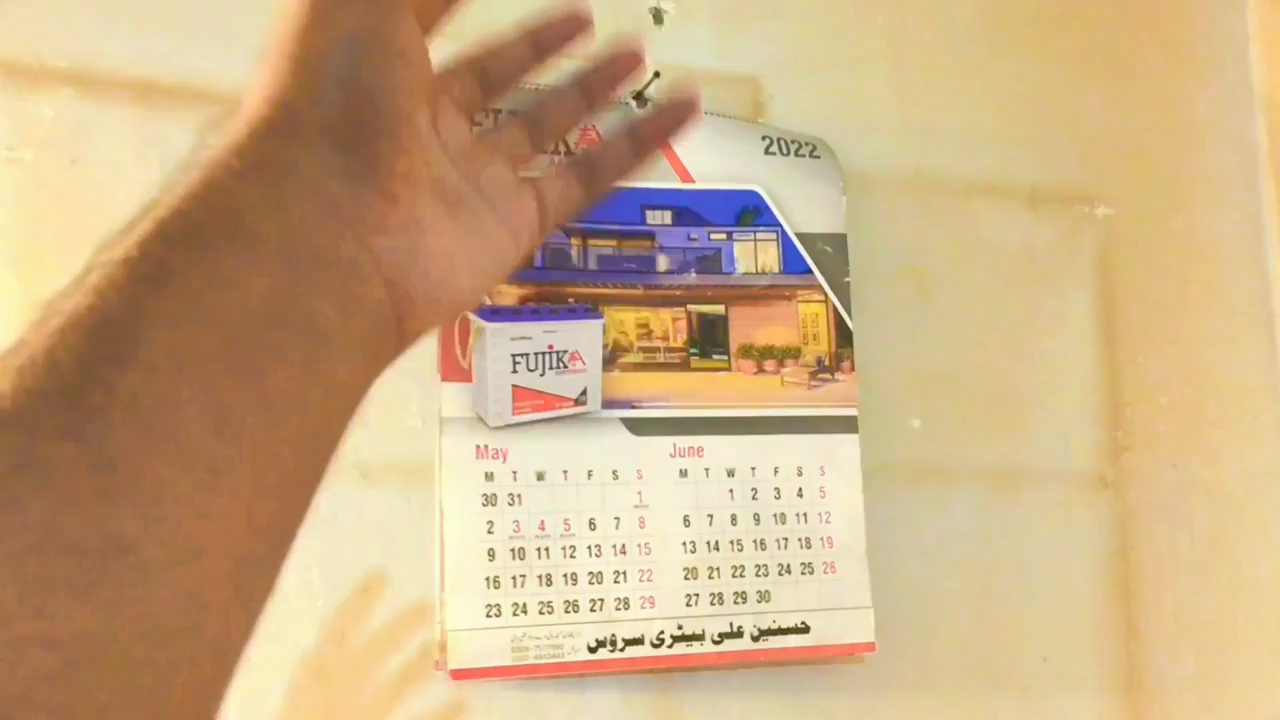 2022
FUJIKA
May
M T W T F S S
30 31 1
2 3 4 5 6 7 8
9 10 11 12 13 14 15
16 17 18 19 20 21 22
23 24 25 26 27 28 29
June
M T W T F S S
1 2 3 4 5
6 7 8 9 10 11 12
13 14 15 16 17 18 19
20 21 22 23 24 25 26
27 28 29 30
حسنین علی بیٹری سروس